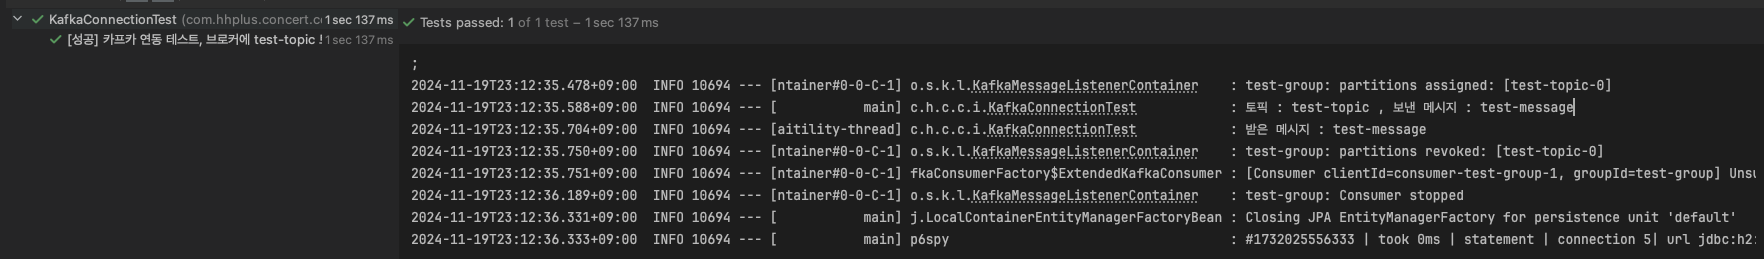 KafkaConnectionTest (com.hhplus.concert.co 1 sec 137 ms
[성공] 카프카 연동 테스트, 브로커에 test-topic ! 1 sec 137 ms
Tests passed: 1 of 1 test – 1 sec 137 ms
;
2024-11-19T23:12:35.478+09:00  INFO 10694 --- [ntainer#0-0-C-1] o.s.k.l.KafkaMessageListenerContainer    : test-group: partitions assigned: [test-topic-0]
2024-11-19T23:12:35.588+09:00  INFO 10694 --- [           main] c.h.c.c.i.KafkaConnectionTest            : 토픽 : test-topic , 보낸 메시지 : test-message
2024-11-19T23:12:35.704+09:00  INFO 10694 --- [aitility-thread] c.h.c.c.i.KafkaConnectionTest            : 받은 메시지 : test-message
2024-11-19T23:12:35.750+09:00  INFO 10694 --- [ntainer#0-0-C-1] o.s.k.l.KafkaMessageListenerContainer    : test-group: partitions revoked: [test-topic-0]
2024-11-19T23:12:35.751+09:00  INFO 10694 --- [ntainer#0-0-C-1] fkaConsumerFactory$ExtendedKafkaConsumer : [Consumer clientId=consumer-test-group-1, groupId=test-group] Unsu
2024-11-19T23:12:36.189+09:00  INFO 10694 --- [ntainer#0-0-C-1] o.s.k.l.KafkaMessageListenerContainer    : test-group: Consumer stopped
2024-11-19T23:12:36.331+09:00  INFO 10694 --- [           main] j.LocalContainerEntityManagerFactoryBean : Closing JPA EntityManagerFactory for persistence unit 'default'
2024-11-19T23:12:36.333+09:00  INFO 10694 --- [           main] p6spy                                    : #1732025556333 | took 0ms | statement | connection 5| url jdbc:h2: